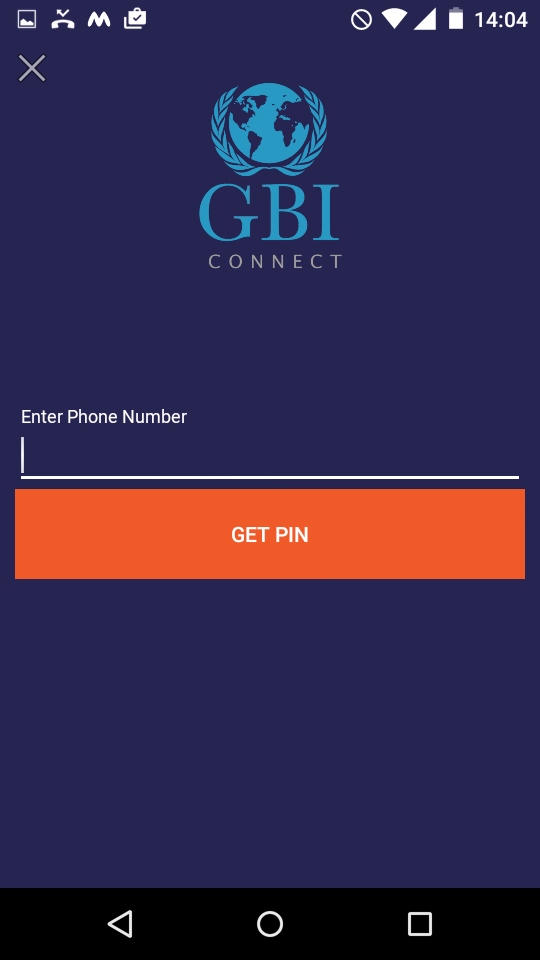 14:04
GBI
CONNECT
Enter Phone Number
GET PIN